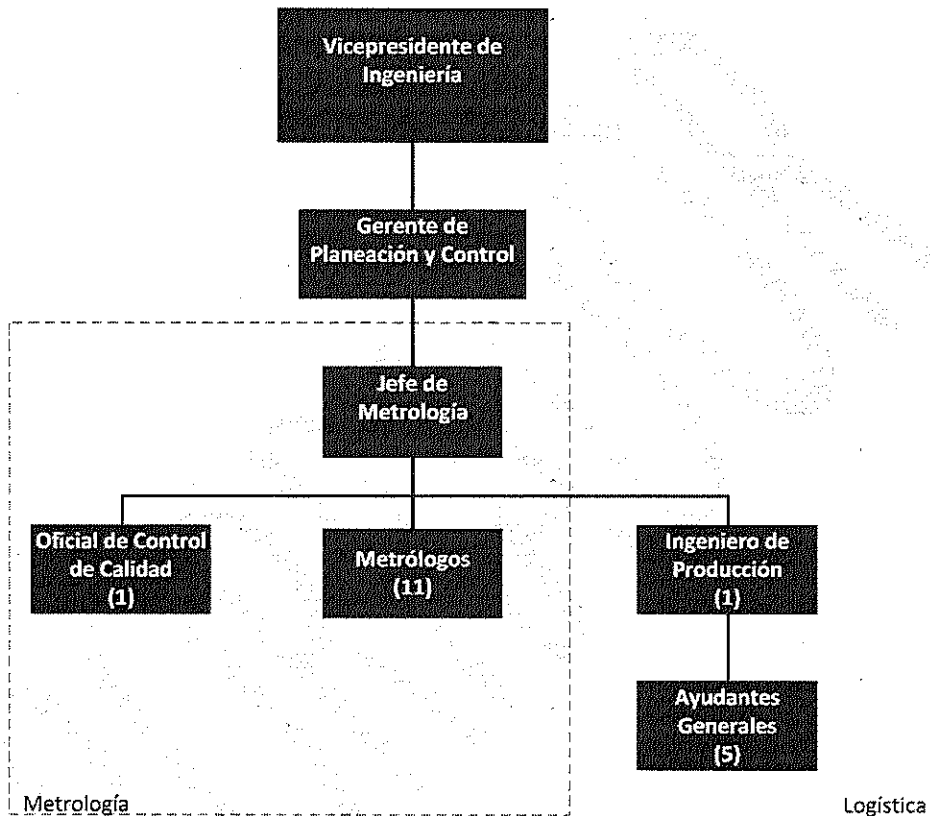 Vicepresidente de
Ingeniería
Gerente de
Planeación y Control
Jefe de
Metrología
Oficial de Control
de Calidad
(1)
Metrólogos
(11)
Ingeniero de
Producción
(1)
Ayudantes
Generales
(5)
Metrología
Logística